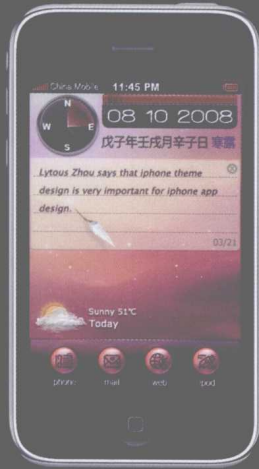 China Mobile 11:45 PM
N
W E
S
08 10 2008
戊子年壬戌月辛子日 寒露
Lytous Zhou says that iphone theme
design is very important for iphone app
design.
03/21
Sunny 51℃
Today
phone mail web ipod